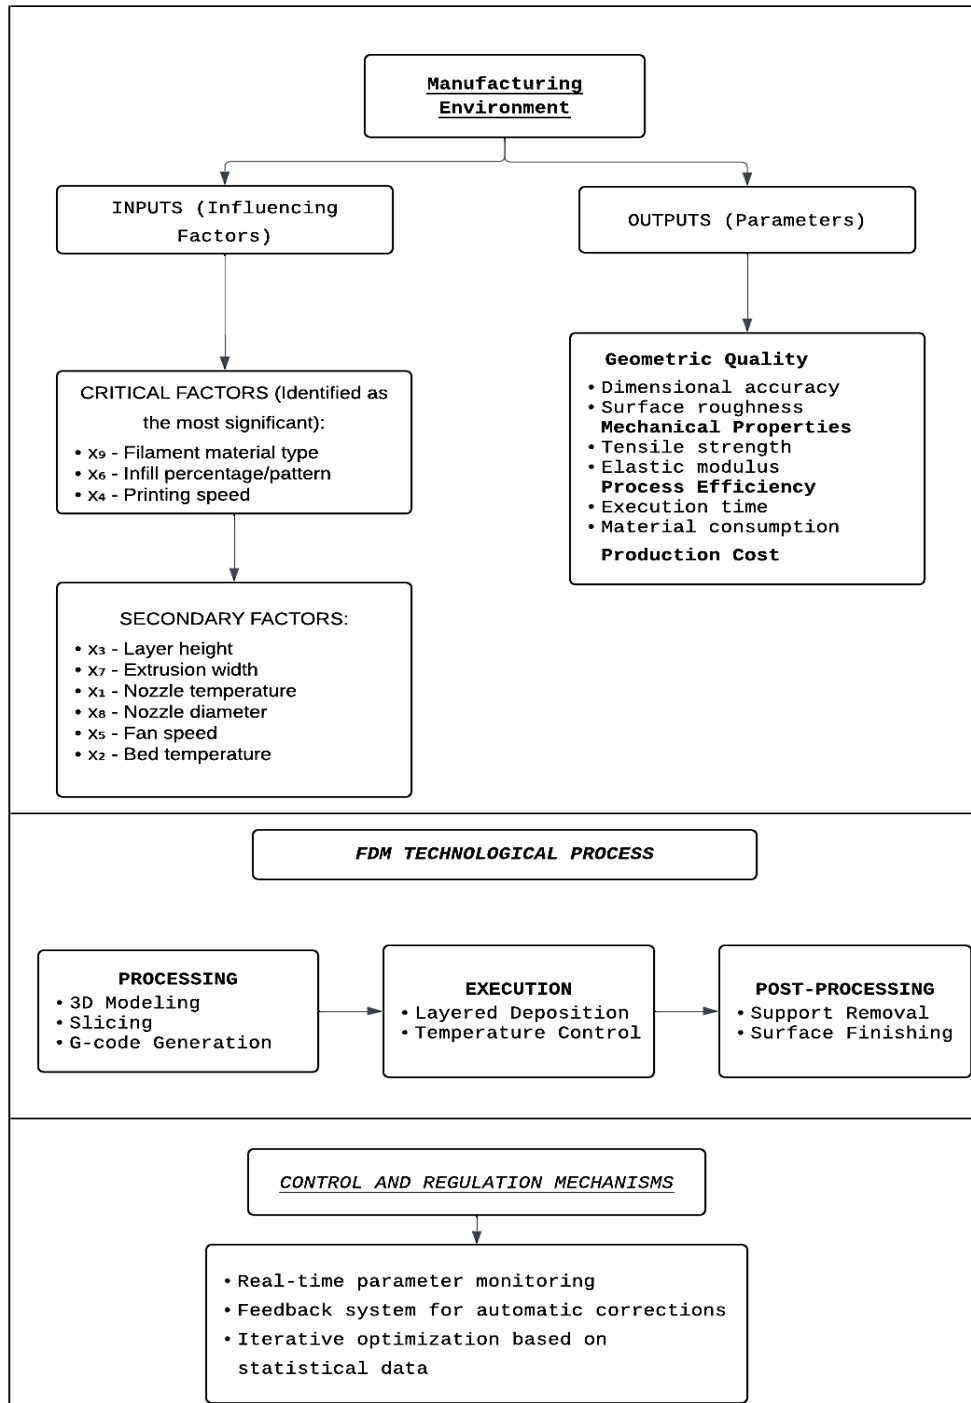 Manufacturing
Environment
INPUTS (Influencing
Factors)
OUTPUTS (Parameters)
CRITICAL FACTORS (Identified as
the most significant):
• x₉ - Filament material type
• x₆ - Infill percentage/pattern
• x₄ - Printing speed
Geometric Quality
• Dimensional accuracy
• Surface roughness
Mechanical Properties
• Tensile strength
• Elastic modulus
Process Efficiency
• Execution time
• Material consumption
Production Cost
SECONDARY FACTORS:
• x₃ - Layer height
• x₇ - Extrusion width
• x₁ - Nozzle temperature
• x₈ - Nozzle diameter
• x₅ - Fan speed
• x₂ - Bed temperature
FDM TECHNOLOGICAL PROCESS
PROCESSING
• 3D Modeling
• Slicing
• G-code Generation
EXECUTION
• Layered Deposition
• Temperature Control
POST-PROCESSING
• Support Removal
• Surface Finishing
CONTROL AND REGULATION MECHANISMS
• Real-time parameter monitoring
• Feedback system for automatic corrections
• Iterative optimization based on
statistical data